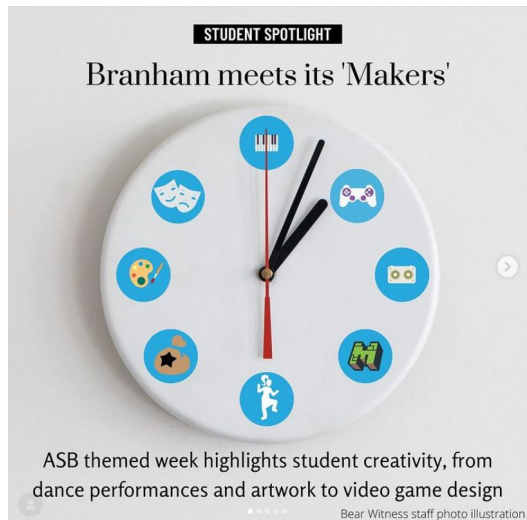 STUDENT SPOTLIGHT
Branham meets its 'Makers'
M
ASB themed week highlights student creativity, from
dance performances and artwork to video game design
Bear Witness staff photo illustration